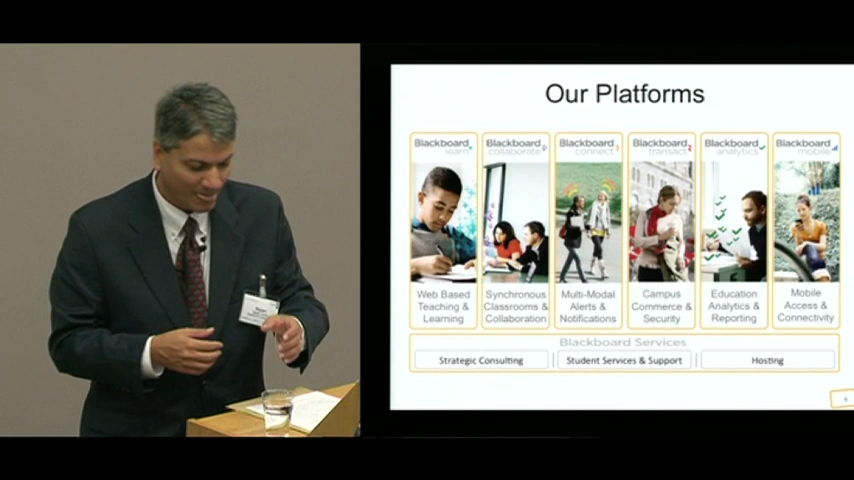 Our Platforms
Blackboard
learn
Blackboard
collaborate
Blackboard
connect
Blackboard
transact
Blackboard
analytics
Blackboard
mobile
Web Based
Teaching &
Learning
Synchronous
Classrooms &
Collaboration
Multi-Modal
Alerts &
Notifications
Campus
Commerce &
Security
Education
Analytics &
Reporting
Mobile
Access &
Connectivity
Blackboard Services
Strategic Consulting
Student Services & Support
Hosting